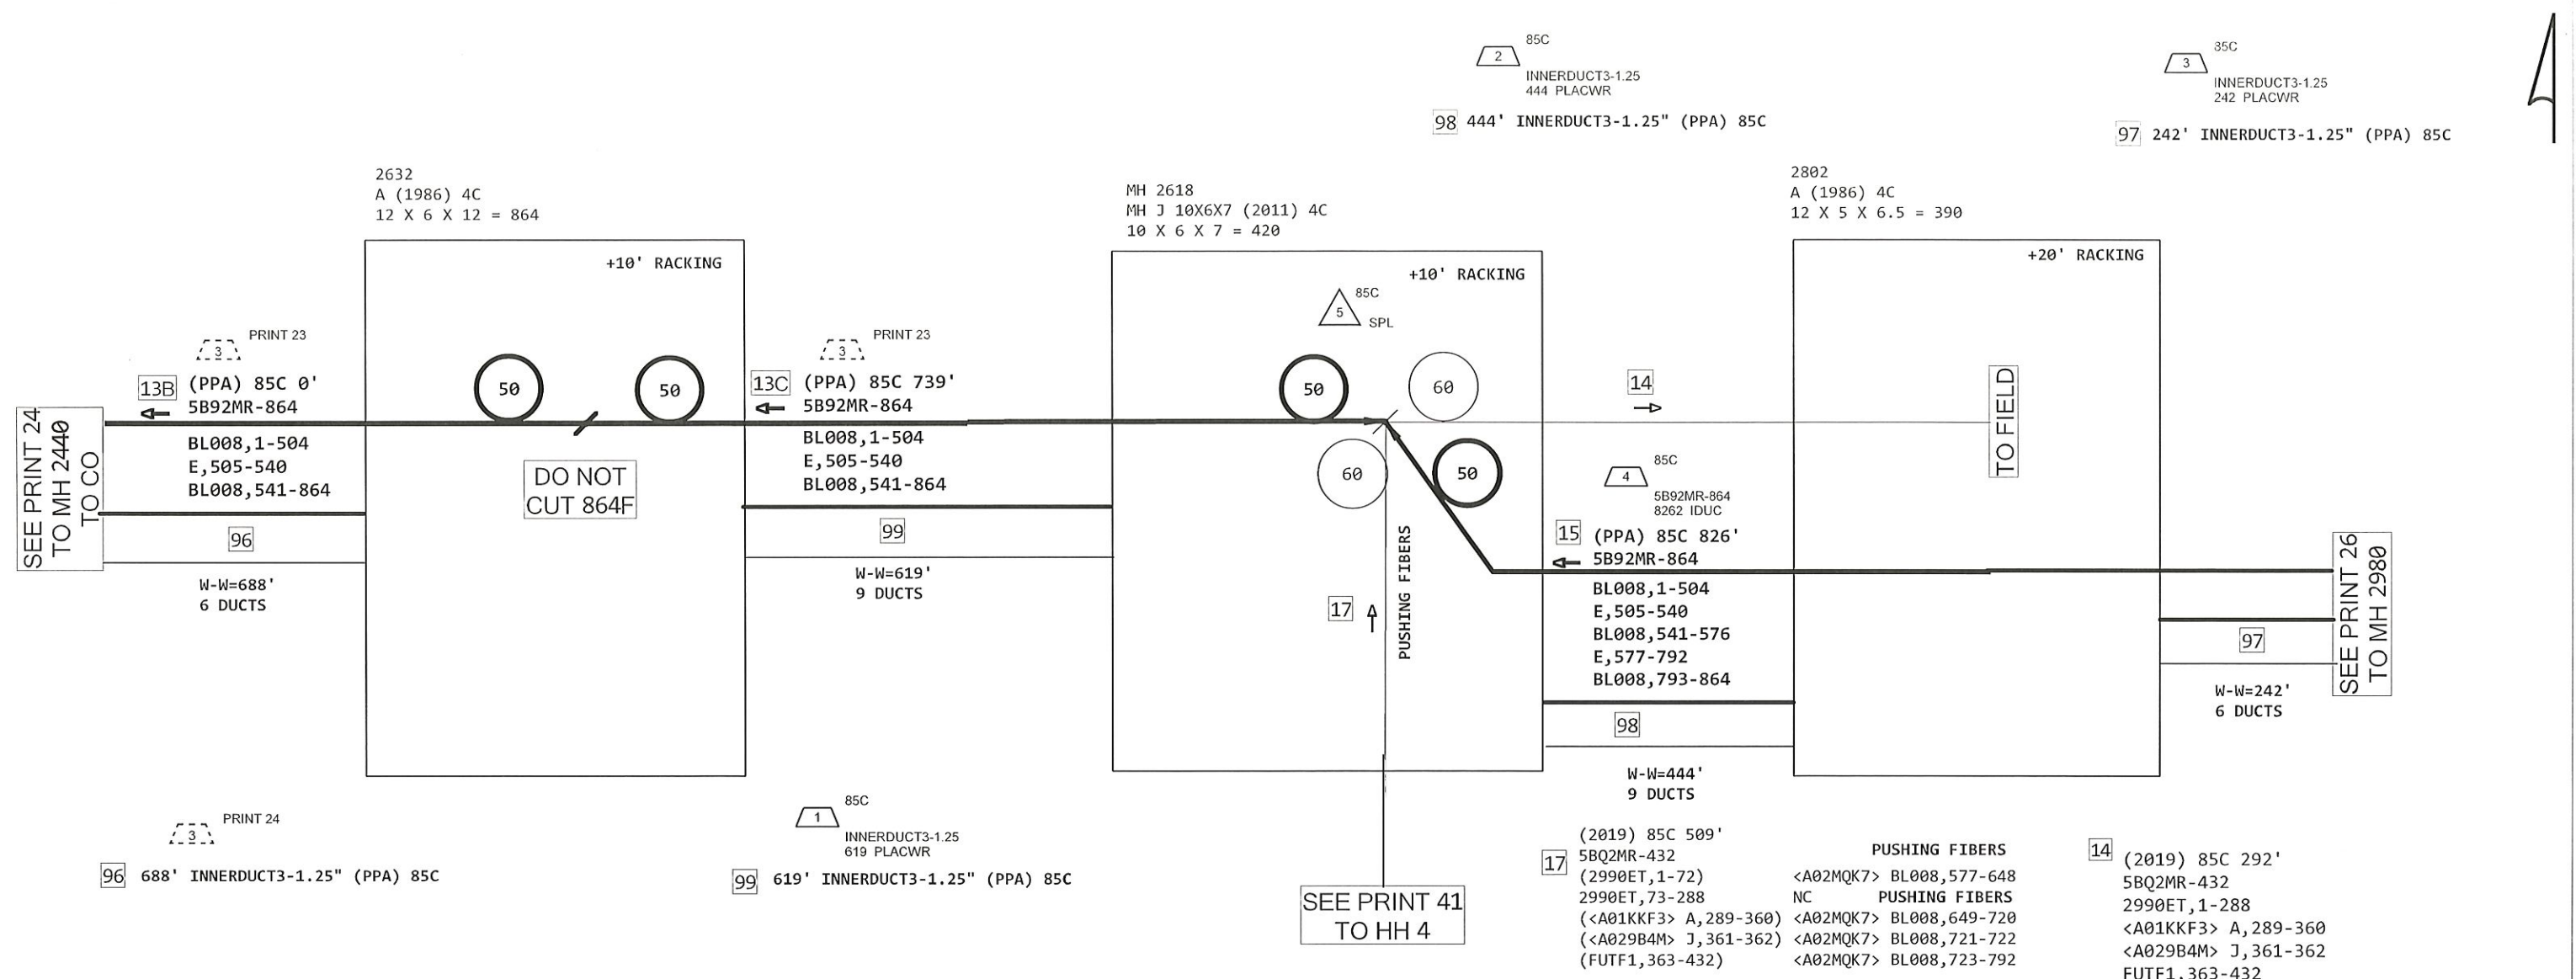 85C
2
INNERDUCT3-1.25
444 PLACWR
98 444' INNERDUCT3-1.25" (PPA) 85C
85C
3
INNERDUCT3-1.25
242 PLACWR
97 242' INNERDUCT3-1.25" (PPA) 85C
2632
A (1986) 4C
12 X 6 X 12 = 864
MH 2618
MH J 10X6X7 (2011) 4C
10 X 6 X 7 = 420
2802
A (1986) 4C
12 X 5 X 6.5 = 390
+10' RACKING
+10' RACKING
+20' RACKING
SEE PRINT 24
TO MH 2440
TO CO
3 PRINT 23
13B (PPA) 85C 0'
5B92MR-864
BL008,1-504
E,505-540
BL008,541-864
96
W-W=688'
6 DUCTS
50
50
DO NOT
CUT 864F
3 PRINT 23
13C (PPA) 85C 739'
5B92MR-864
BL008,1-504
E,505-540
BL008,541-864
99
W-W=619'
9 DUCTS
85C
5
SPL
50
60
60
50
17
PUSHING FIBERS
14
TO FIELD
85C
4
5B92MR-864
8262 IDUC
15 (PPA) 85C 826'
5B92MR-864
BL008,1-504
E,505-540
BL008,541-576
E,577-792
BL008,793-864
98
W-W=444'
9 DUCTS
97
W-W=242'
6 DUCTS
SEE PRINT 26
TO MH 2980
3 PRINT 24
96 688' INNERDUCT3-1.25" (PPA) 85C
85C
1
INNERDUCT3-1.25
619 PLACWR
99 619' INNERDUCT3-1.25" (PPA) 85C
SEE PRINT 41
TO HH 4
(2019) 85C 509'
17 5BQ2MR-432 PUSHING FIBERS
(2990ET,1-72) <A02MQK7> BL008,577-648
2990ET,73-288 NC PUSHING FIBERS
(<A01KKF3> A,289-360) <A02MQK7> BL008,649-720
(<A029B4M> J,361-362) <A02MQK7> BL008,721-722
(FUTF1,363-432) <A02MQK7> BL008,723-792
14 (2019) 85C 292'
5BQ2MR-432
2990ET,1-288
<A01KKF3> A,289-360
<A029B4M> J,361-362
FUTF1,363-432